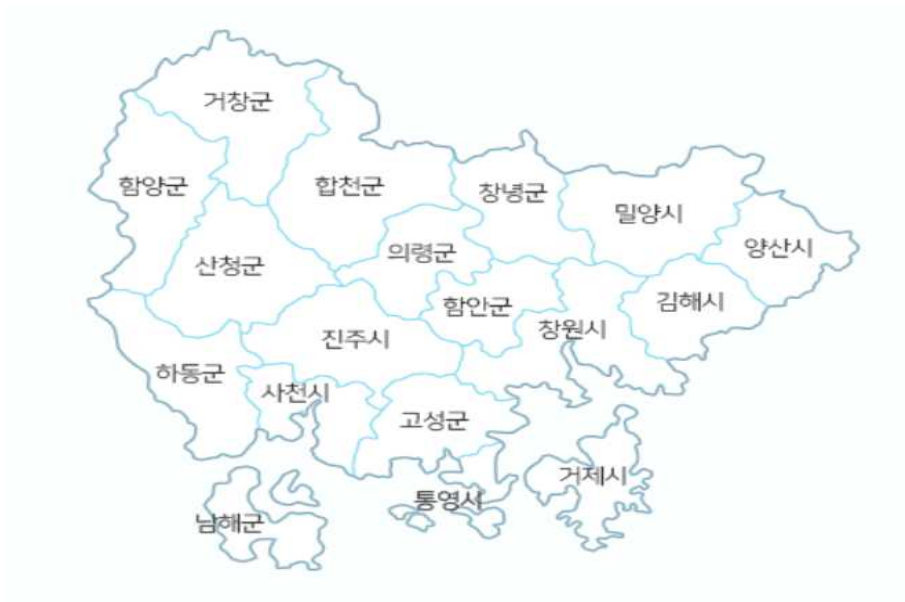 거창군
함양군
합천군
창녕군
밀양시
양산시
의령군
산청군
함안군
김해시
창원시
진주시
하동군
사천시
고성군
거제시
통영시
남해군